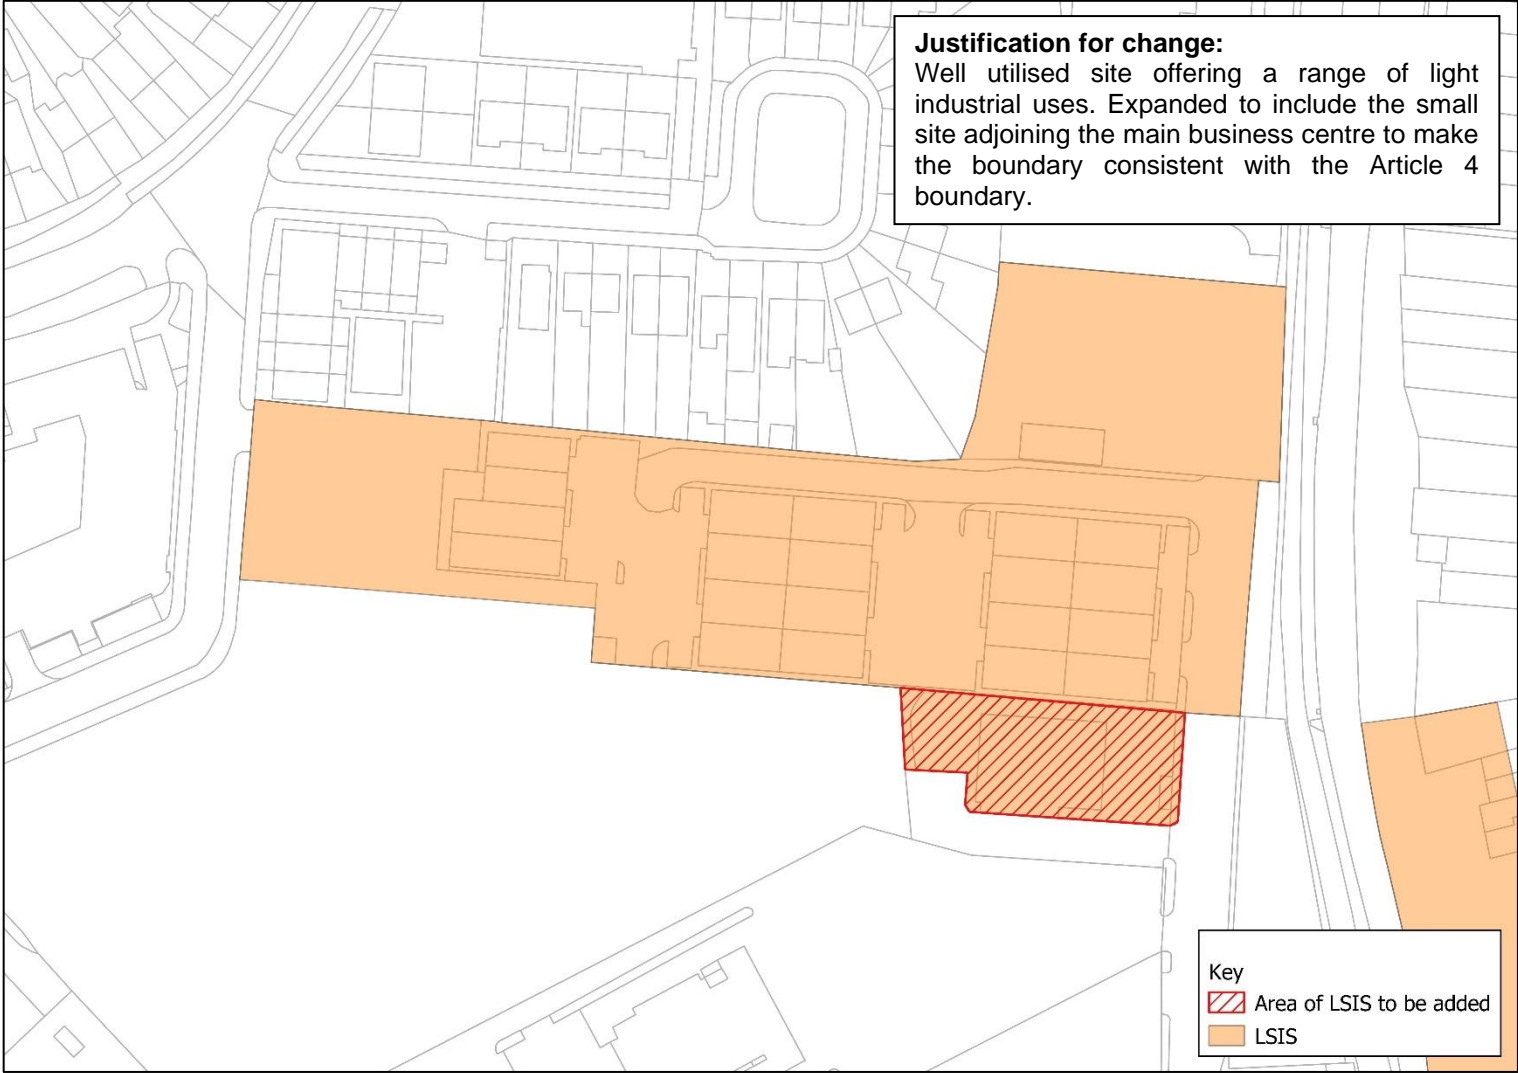 Justification for change:
Well utilised site offering a range of light
industrial uses. Expanded to include the small
site adjoining the main business centre to make
the boundary consistent with the Article 4
boundary.
Key
Area of LSIS to be added
LSIS